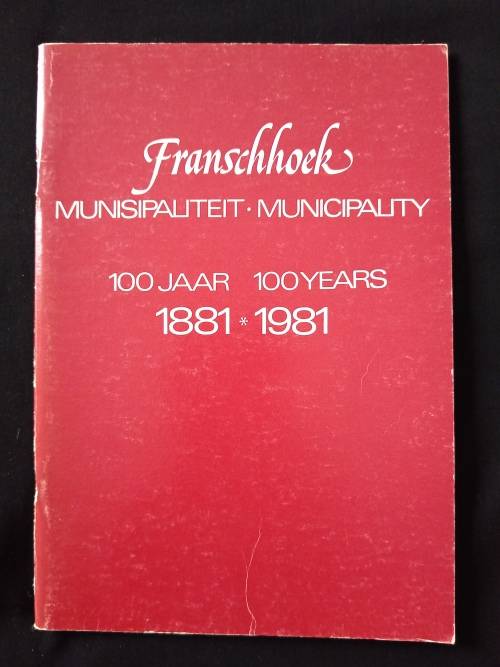 Franschhoek
MUNISIPALITEIT · MUNICIPALITY
100 JAAR 100 YEARS
1881 * 1981